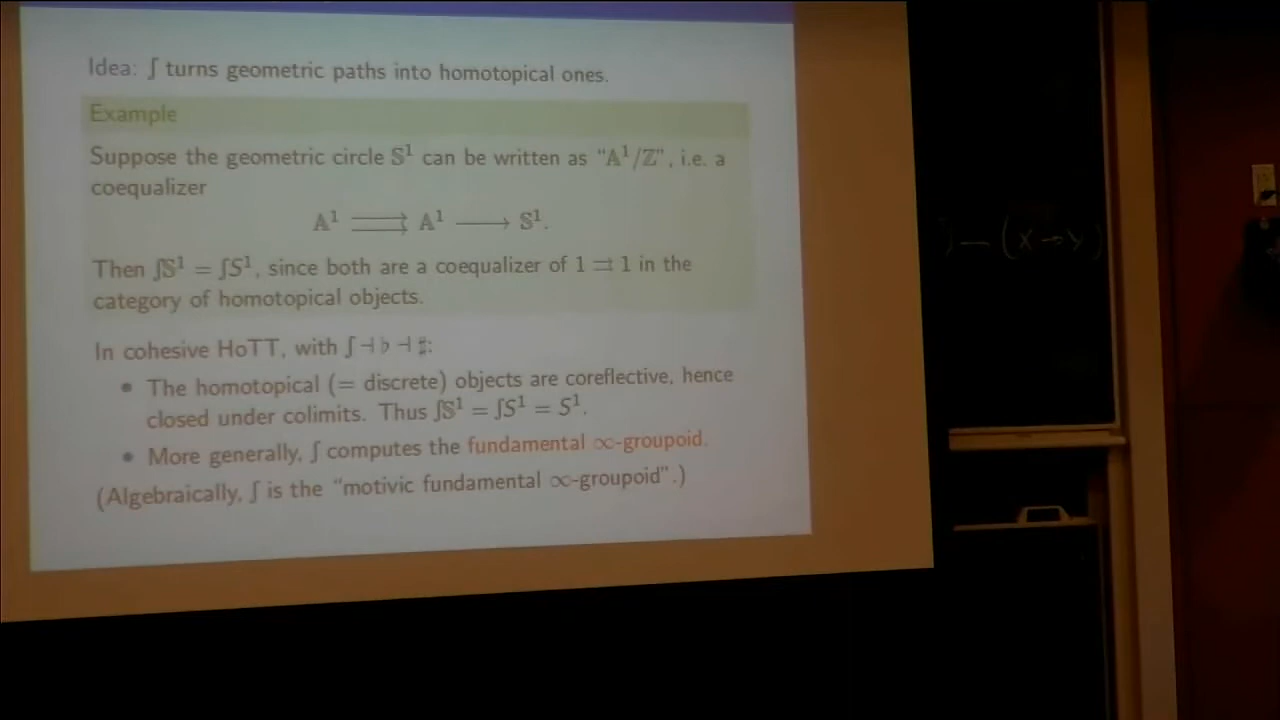 Idea: ∫ turns geometric paths into homotopical ones.
Example
Suppose the geometric circle 𝕊¹ can be written as "𝔸¹/ℤ", i.e. a
coequalizer
𝔸¹ ⇉ 𝔸¹ ⟶ 𝕊¹.
Then ∫𝕊¹ = ∫S¹, since both are a coequalizer of 1 ⇉ 1 in the
category of homotopical objects.
In cohesive HoTT, with ∫ ⊣ ♭ ⊣ ♯:
• The homotopical (= discrete) objects are coreflective, hence
closed under colimits. Thus ∫𝕊¹ = ∫S¹ = S¹.
• More generally, ∫ computes the fundamental ∞-groupoid.
(Algebraically, ∫ is the "motivic fundamental ∞-groupoid".)
) — (X → Y)